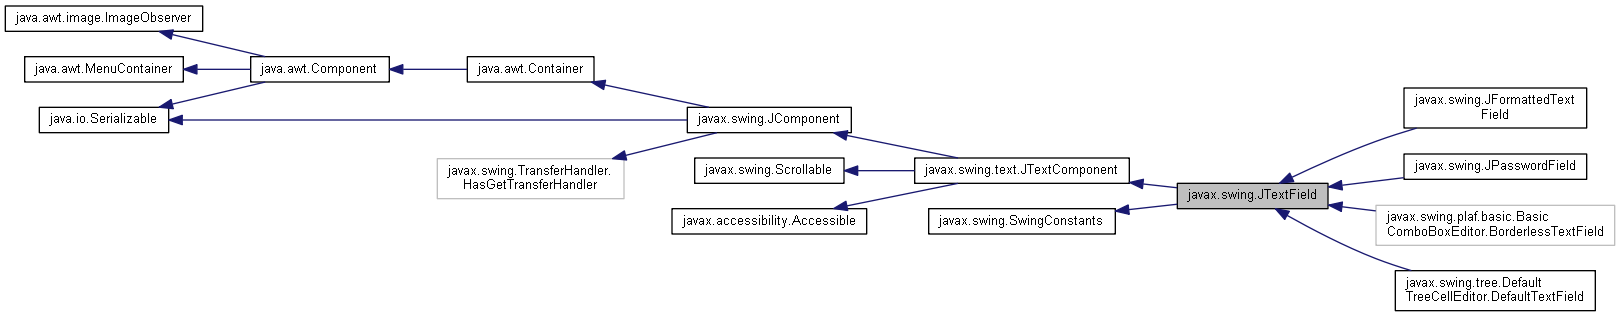 java.awt.image.ImageObserver
java.awt.MenuContainer
java.awt.Component
java.awt.Container
java.io.Serializable
javax.swing.JComponent
javax.swing.TransferHandler.
HasGetTransferHandler
javax.swing.Scrollable
javax.swing.text.JTextComponent
javax.accessibility.Accessible
javax.swing.SwingConstants
javax.swing.JTextField
javax.swing.JFormattedText
Field
javax.swing.JPasswordField
javax.swing.plaf.basic.Basic
ComboBoxEditor.BorderlessTextField
javax.swing.tree.Default
TreeCellEditor.DefaultTextField